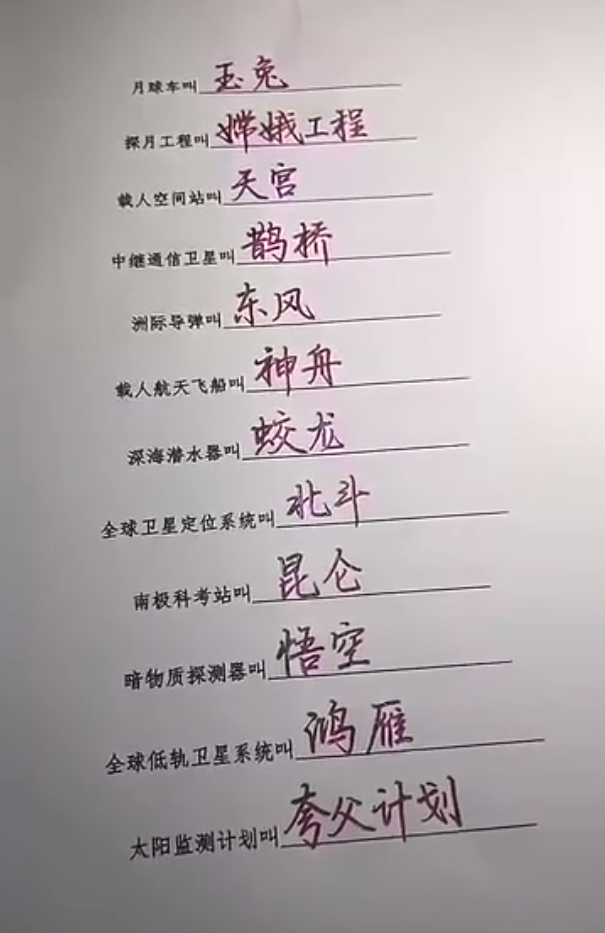 月球车叫 玉兔
探月工程叫 嫦娥工程
载人空间站叫 天宫
中继通信卫星叫 鹊桥
洲际导弹叫 东风
载人航天飞船叫 神舟
深海潜水器叫 蛟龙
全球卫星定位系统叫 北斗
南极科考站叫 昆仑
暗物质探测器叫 悟空
全球低轨卫星系统叫 鸿雁
太阳监测计划叫 夸父计划